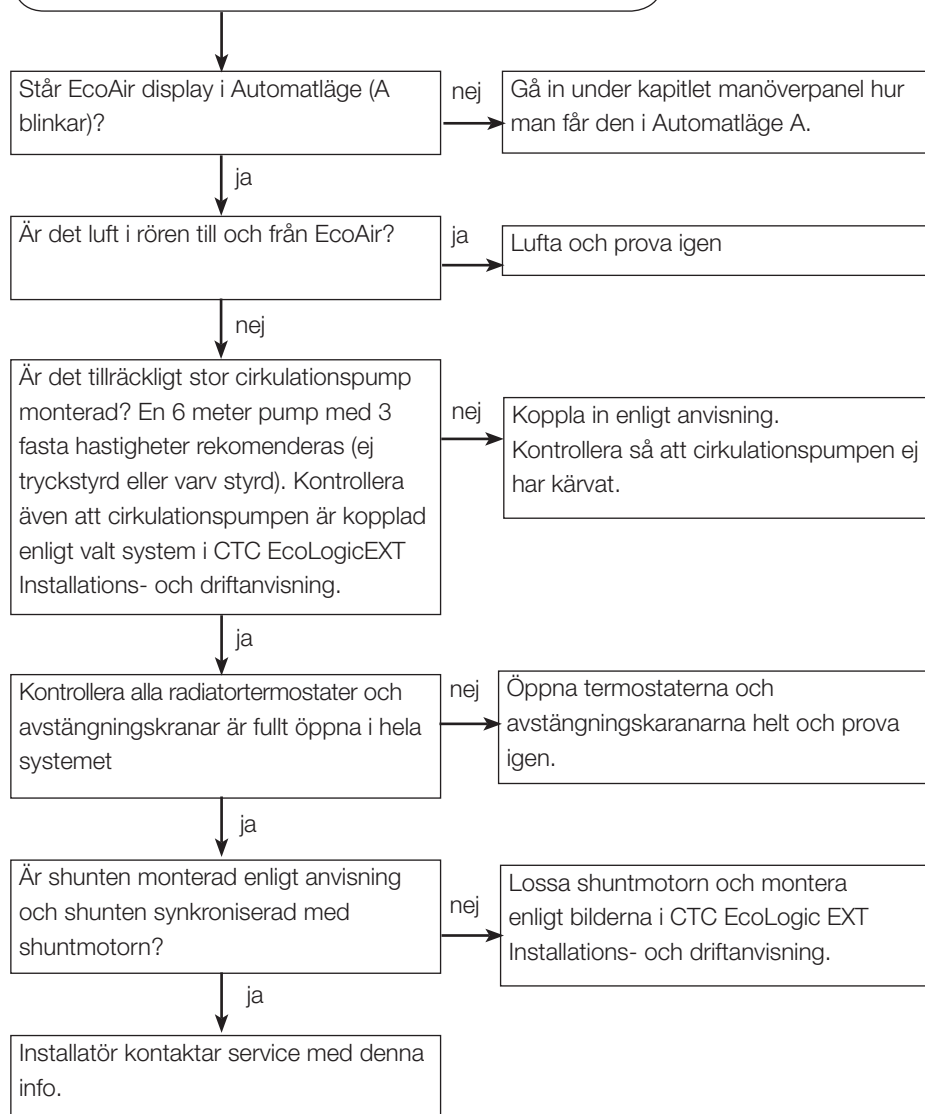 Står EcoAir display i Automatläge (A
blinkar)?
nej
Gå in under kapitlet manöverpanel hur
man får den i Automatläge A.
ja
Är det luft i rören till och från EcoAir?
ja
Lufta och prova igen
nej
Är det tillräckligt stor cirkulationspump
monterad? En 6 meter pump med 3
fasta hastigheter rekomenderas (ej
tryckstyrd eller varv styrd). Kontrollera
även att cirkulationspumpen är kopplad
enligt valt system i CTC EcoLogicEXT
Installations- och driftanvisning.
nej
Koppla in enligt anvisning.
Kontrollera så att cirkulationspumpen ej
har kärvat.
ja
Kontrollera alla radiatortermostater och
avstängningskranar är fullt öppna i hela
systemet
nej
Öppna termostaterna och
avstängningskaranarna helt och prova
igen.
ja
Är shunten monterad enligt anvisning
och shunten synkroniserad med
shuntmotorn?
nej
Lossa shuntmotorn och montera
enligt bilderna i CTC EcoLogic EXT
Installations- och driftanvisning.
ja
Installatör kontaktar service med denna
info.